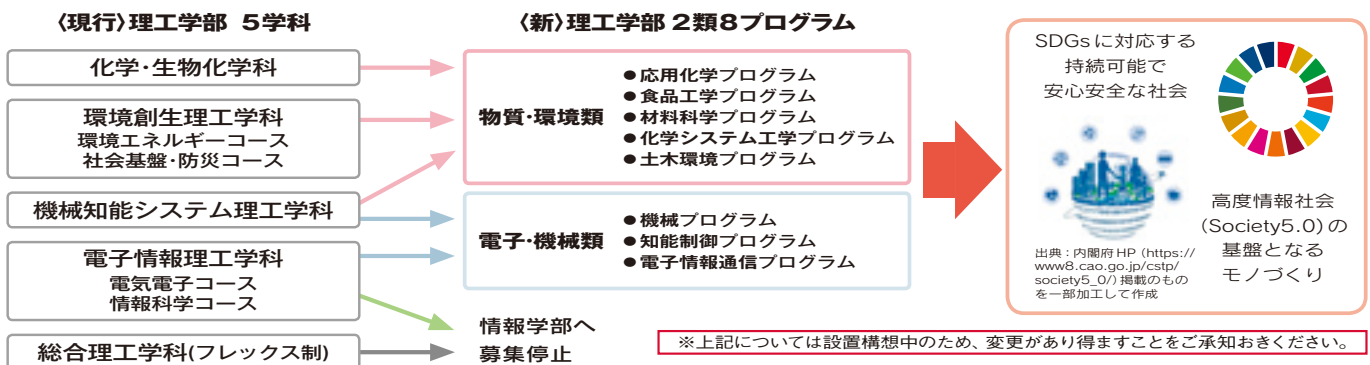 〈現行〉理工学部 5学科
化学・生物化学科
環境創生理工学科
環境エネルギーコース
社会基盤・防災コース
機械知能システム理工学科
電子情報理工学科
電気電子コース
情報科学コース
総合理工学科(フレックス制)
〈新〉理工学部 2類8プログラム
物質・環境類
●応用化学プログラム
●食品工学プログラム
●材料科学プログラム
●化学システム工学プログラム
●土木環境プログラム
電子・機械類
●機械プログラム
●知能制御プログラム
●電子情報通信プログラム
情報学部へ
募集停止
SDGsに対応する
持続可能で
安心安全な社会
出典：内閣府HP（https://
www8.cao.go.jp/cstp/
society5_0/）掲載のもの
を一部加工して作成
高度情報社会
(Society5.0)の
基盤となる
モノづくり
※上記については設置構想中のため、変更があり得ますことをご承知おきください。